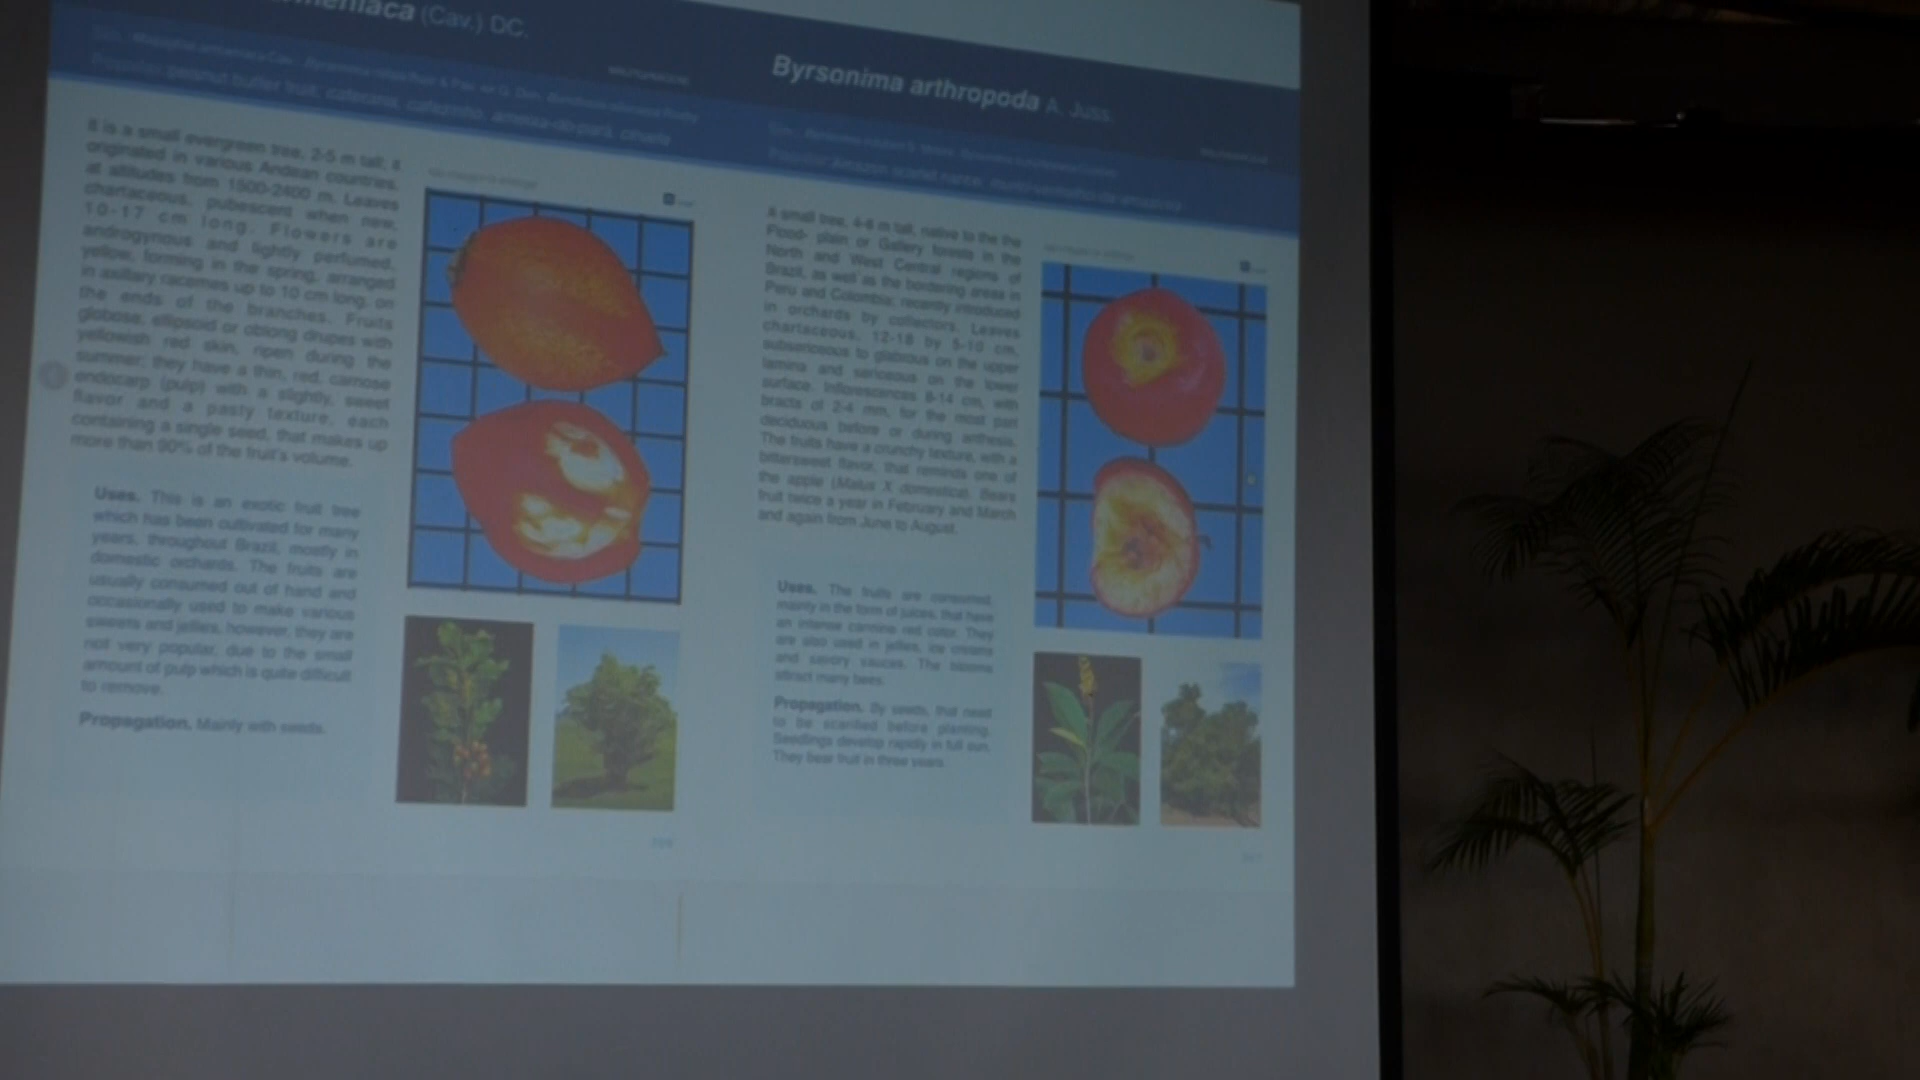 (Cav.) DC.
peanut butter fruit, cafezinho, ameixa-do-pará, ciruela
It is a small evergreen tree, 2-5 m tall; it
originated in various Andean countries,
at altitudes from 1500-2400 m. Leaves
chartaceous, pubescent when new,
10-17 cm long. Flowers are
androgynous and lightly perfumed,
yellow, forming in the spring, arranged
in axillary racemes up to 10 cm long, on
the ends of the branches. Fruits
globose, ellipsoid or oblong drupes with
yellowish red skin, ripen during the
summer; they have a thin, red, carnose
endocarp (pulp) with a slightly, sweet
flavor and a pasty texture, each
containing a single seed, that makes up
more than 90% of the fruit's volume.
Uses. This is an exotic fruit tree
which has been cultivated for many
years, throughout Brazil, mostly in
domestic orchards. The fruits are
usually consumed out of hand and
occasionally used to make various
sweets and jellies, however, they are
not very popular, due to the small
amount of pulp which is quite difficult
to remove.
Propagation. Mainly with seeds.
Byrsonima arthropoda A. Juss.
A small tree, 4-6 m tall, native to the the
Flood- plain or Gallery forests in the
North and West Central regions of
Brazil, as well as the bordering areas in
Peru and Colombia; recently introduced
in orchards by collectors. Leaves
chartaceous, 12-18 by 5-10 cm,
subsericeous to glabrous on the upper
lamina and sericeous on the lower
surface. Inflorescences 8-14 cm, with
bracts of 2-4 mm, for the most part
deciduous before or during anthesis.
The fruits have a crunchy texture, with a
bittersweet flavor, that reminds one of
the apple (Malus X domestica). Bears
fruit twice a year in February and March
and again from June to August.
Uses. The fruits are consumed,
mainly in the form of juices, that have
an intense carmine red color. They
are also used in jellies, ice creams
and savory sauces. The blooms
attract many bees.
Propagation. By seeds, that need
to be scarified before planting.
Seedlings develop rapidly in full sun.
They bear fruit in three years